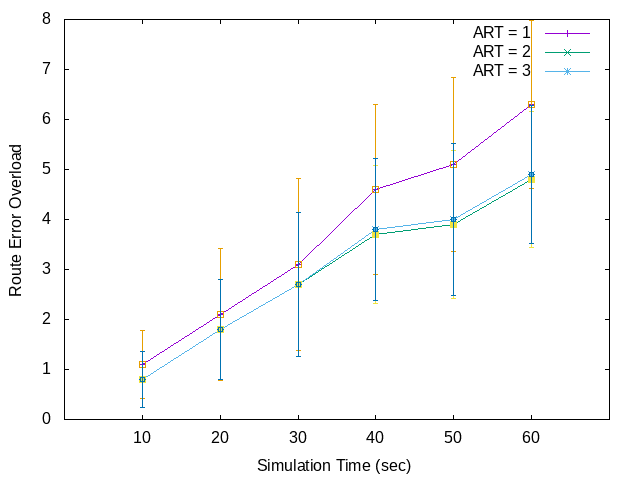 8
7
6
5
4
3
2
1
0
Route Error Overload
ART = 1
ART = 2
ART = 3
10 20 30 40 50 60
Simulation Time (sec)